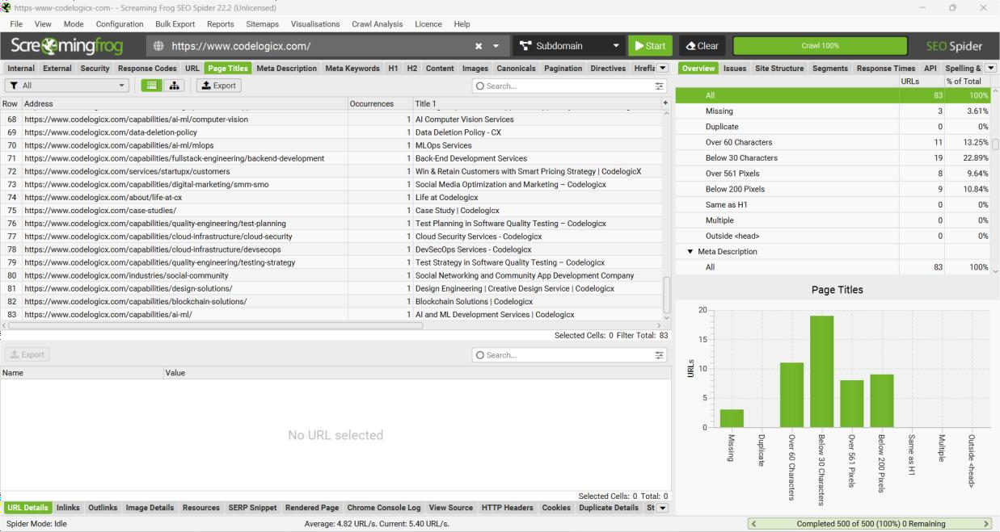 https-www-codelogicx-com- - Screaming Frog SEO Spider 22.2 (Unlicensed)
File View Mode Configuration Bulk Export Reports Sitemaps Visualisations Crawl Analysis Licence Help
Screamingfrog https://www.codelogicx.com/ Subdomain Start Clear Crawl 100% SEO Spider
Internal External Security Response Codes URL Page Titles Meta Description Meta Keywords H1 H2 Content Images Canonicals Pagination Directives Hrefla
All Export Search...
Row Address Occurrences Title 1
68 https://www.codelogicx.com/capabilities/ai-ml/computer-vision 1 AI Computer Vision Services
69 https://www.codelogicx.com/data-deletion-policy 1 Data Deletion Policy - CX
70 https://www.codelogicx.com/capabilities/ai-ml/mlops 1 MLOps Services
71 https://www.codelogicx.com/capabilities/fullstack-engineering/backend-development 1 Back-End Development Services
72 https://www.codelogicx.com/services/startupx/customers 1 Win & Retain Customers with Smart Pricing Strategy | CodelogicX
73 https://www.codelogicx.com/capabilities/digital-marketing/smm-smo 1 Social Media Optimization and Marketing – Codelogicx
74 https://www.codelogicx.com/about/life-at-cx 1 Life at Codelogicx
75 https://www.codelogicx.com/case-studies/ 1 Case Study | Codelogicx
76 https://www.codelogicx.com/capabilities/quality-engineering/test-planning 1 Test Planning in Software Quality Testing – Codelogicx
77 https://www.codelogicx.com/capabilities/cloud-infrastructure/cloud-security 1 Cloud Security Services - Codelogicx
78 https://www.codelogicx.com/capabilities/cloud-infrastructure/devsecops 1 DevSecOps Services - Codelogicx
79 https://www.codelogicx.com/capabilities/quality-engineering/testing-strategy 1 Test Strategy in Software Quality Testing – Codelogicx
80 https://www.codelogicx.com/industries/social-community 1 Social Networking and Community App Development Company
81 https://www.codelogicx.com/capabilities/design-solutions/ 1 Design Engineering | Creative Design Service | Codelogicx
82 https://www.codelogicx.com/capabilities/blockchain-solutions/ 1 Blockchain Solutions | Codelogicx
83 https://www.codelogicx.com/capabilities/ai-ml/ 1 AI and ML Development Services | Codelogicx
Selected Cells: 0 Filter Total: 83
Export Search...
Name Value
No URL selected
Selected Cells: 0 Total: 0
URL Details Inlinks Outlinks Image Details Resources SERP Snippet Rendered Page Chrome Console Log View Source HTTP Headers Cookies Duplicate Details St
Overview Issues Site Structure Segments Response Times API Spelling &
URLs % of Total
All 83 100%
Missing 3 3.61%
Duplicate 0 0%
Over 60 Characters 11 13.25%
Below 30 Characters 19 22.89%
Over 561 Pixels 8 9.64%
Below 200 Pixels 9 10.84%
Same as H1 0 0%
Multiple 0 0%
Outside <head> 0 0%
Meta Description
All 83 100%
Page Titles
URLs
20
15
10
5
0
Missing
Duplicate
Over 60 Characters
Below 30 Characters
Over 561 Pixels
Below 200 Pixels
Same as H1
Multiple
Outside <head>
Spider Mode: Idle Average: 4.82 URL/s. Current: 5.40 URL/s. Completed 500 of 500 (100%) 0 Remaining